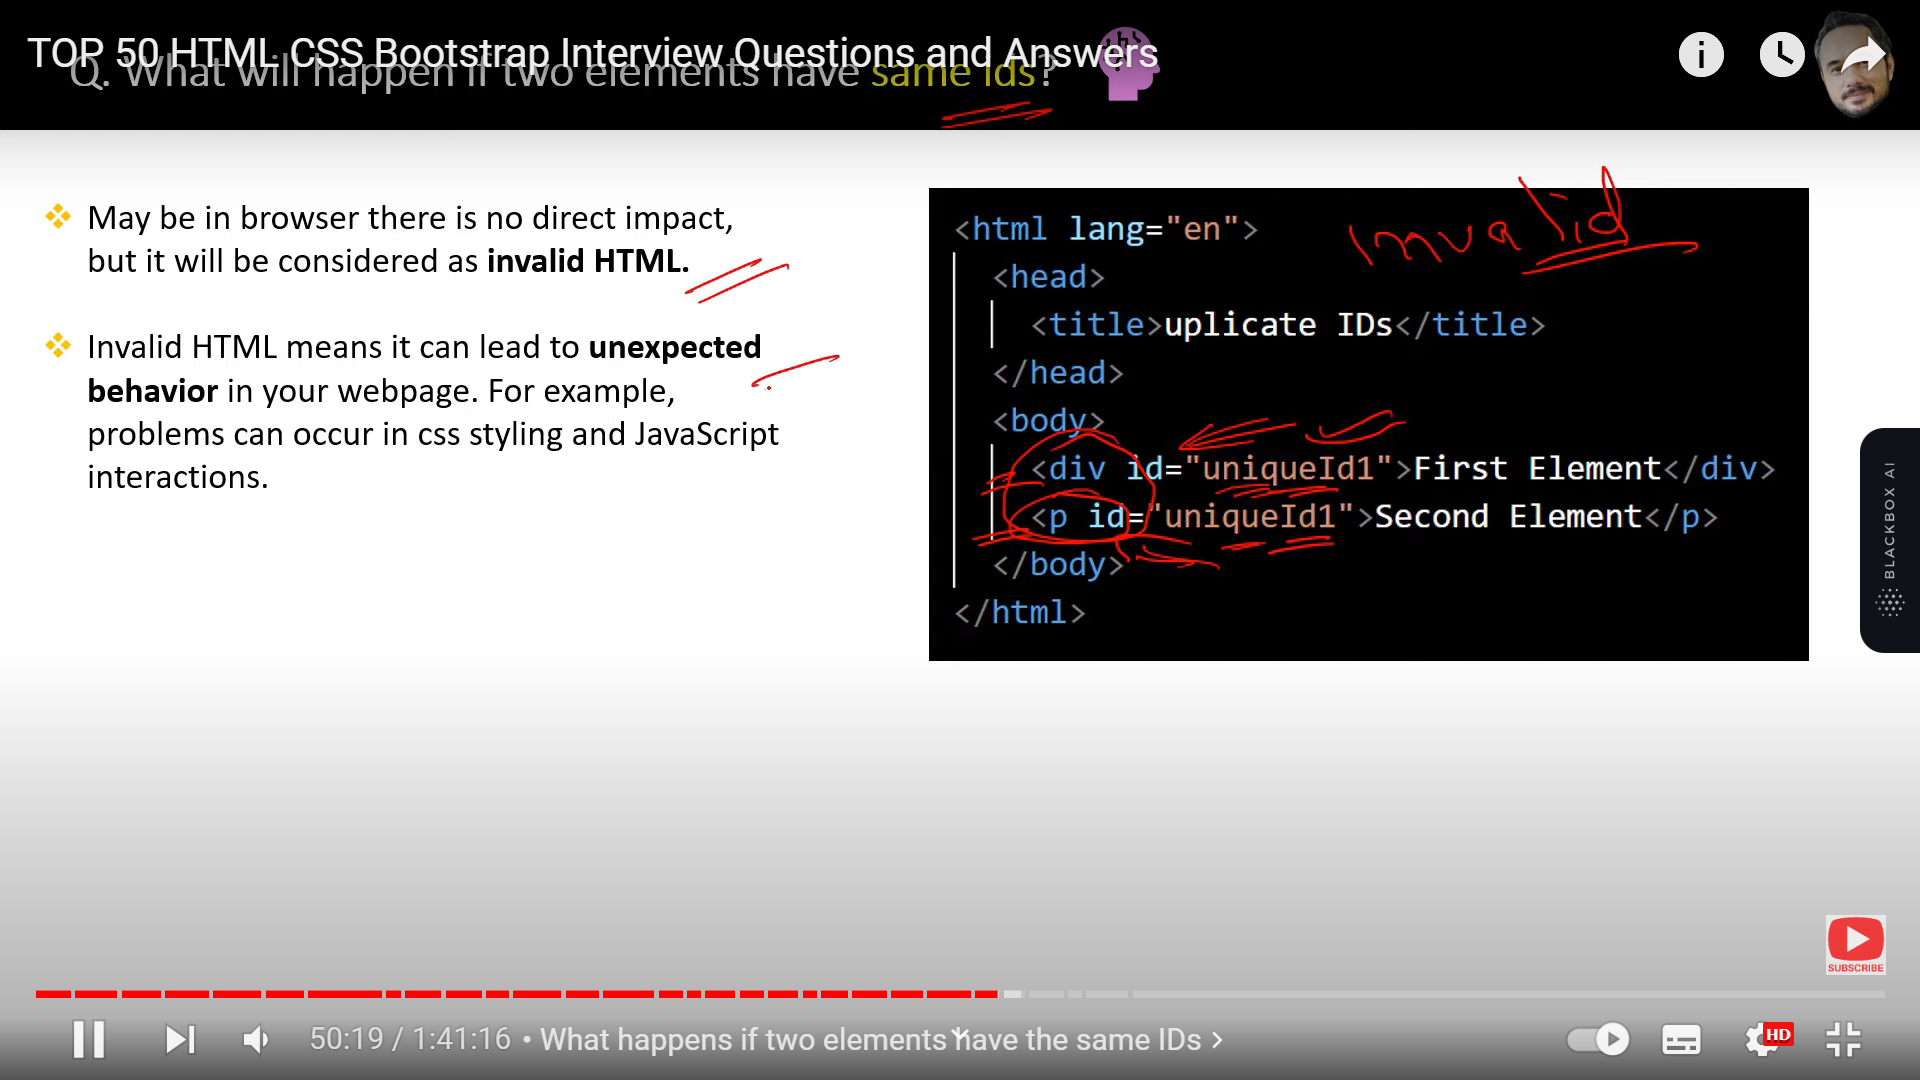 TOP 50 HTML CSS Bootstrap Interview Questions and Answers
Q. What will happen if two elements have same ids?
May be in browser there is no direct impact,
but it will be considered as invalid HTML.
Invalid HTML means it can lead to unexpected
behavior in your webpage. For example,
problems can occur in css styling and JavaScript
interactions.
invalid
<html lang="en">
<head>
<title>uplicate IDs</title>
</head>
<body>
<div id="uniqueId1">First Element</div>
<p id="uniqueId1">Second Element</p>
</body>
</html>
BLACKBOX AI
SUBSCRIBE
50:19 / 1:41:16 • What happens if two elements have the same IDs >
HD